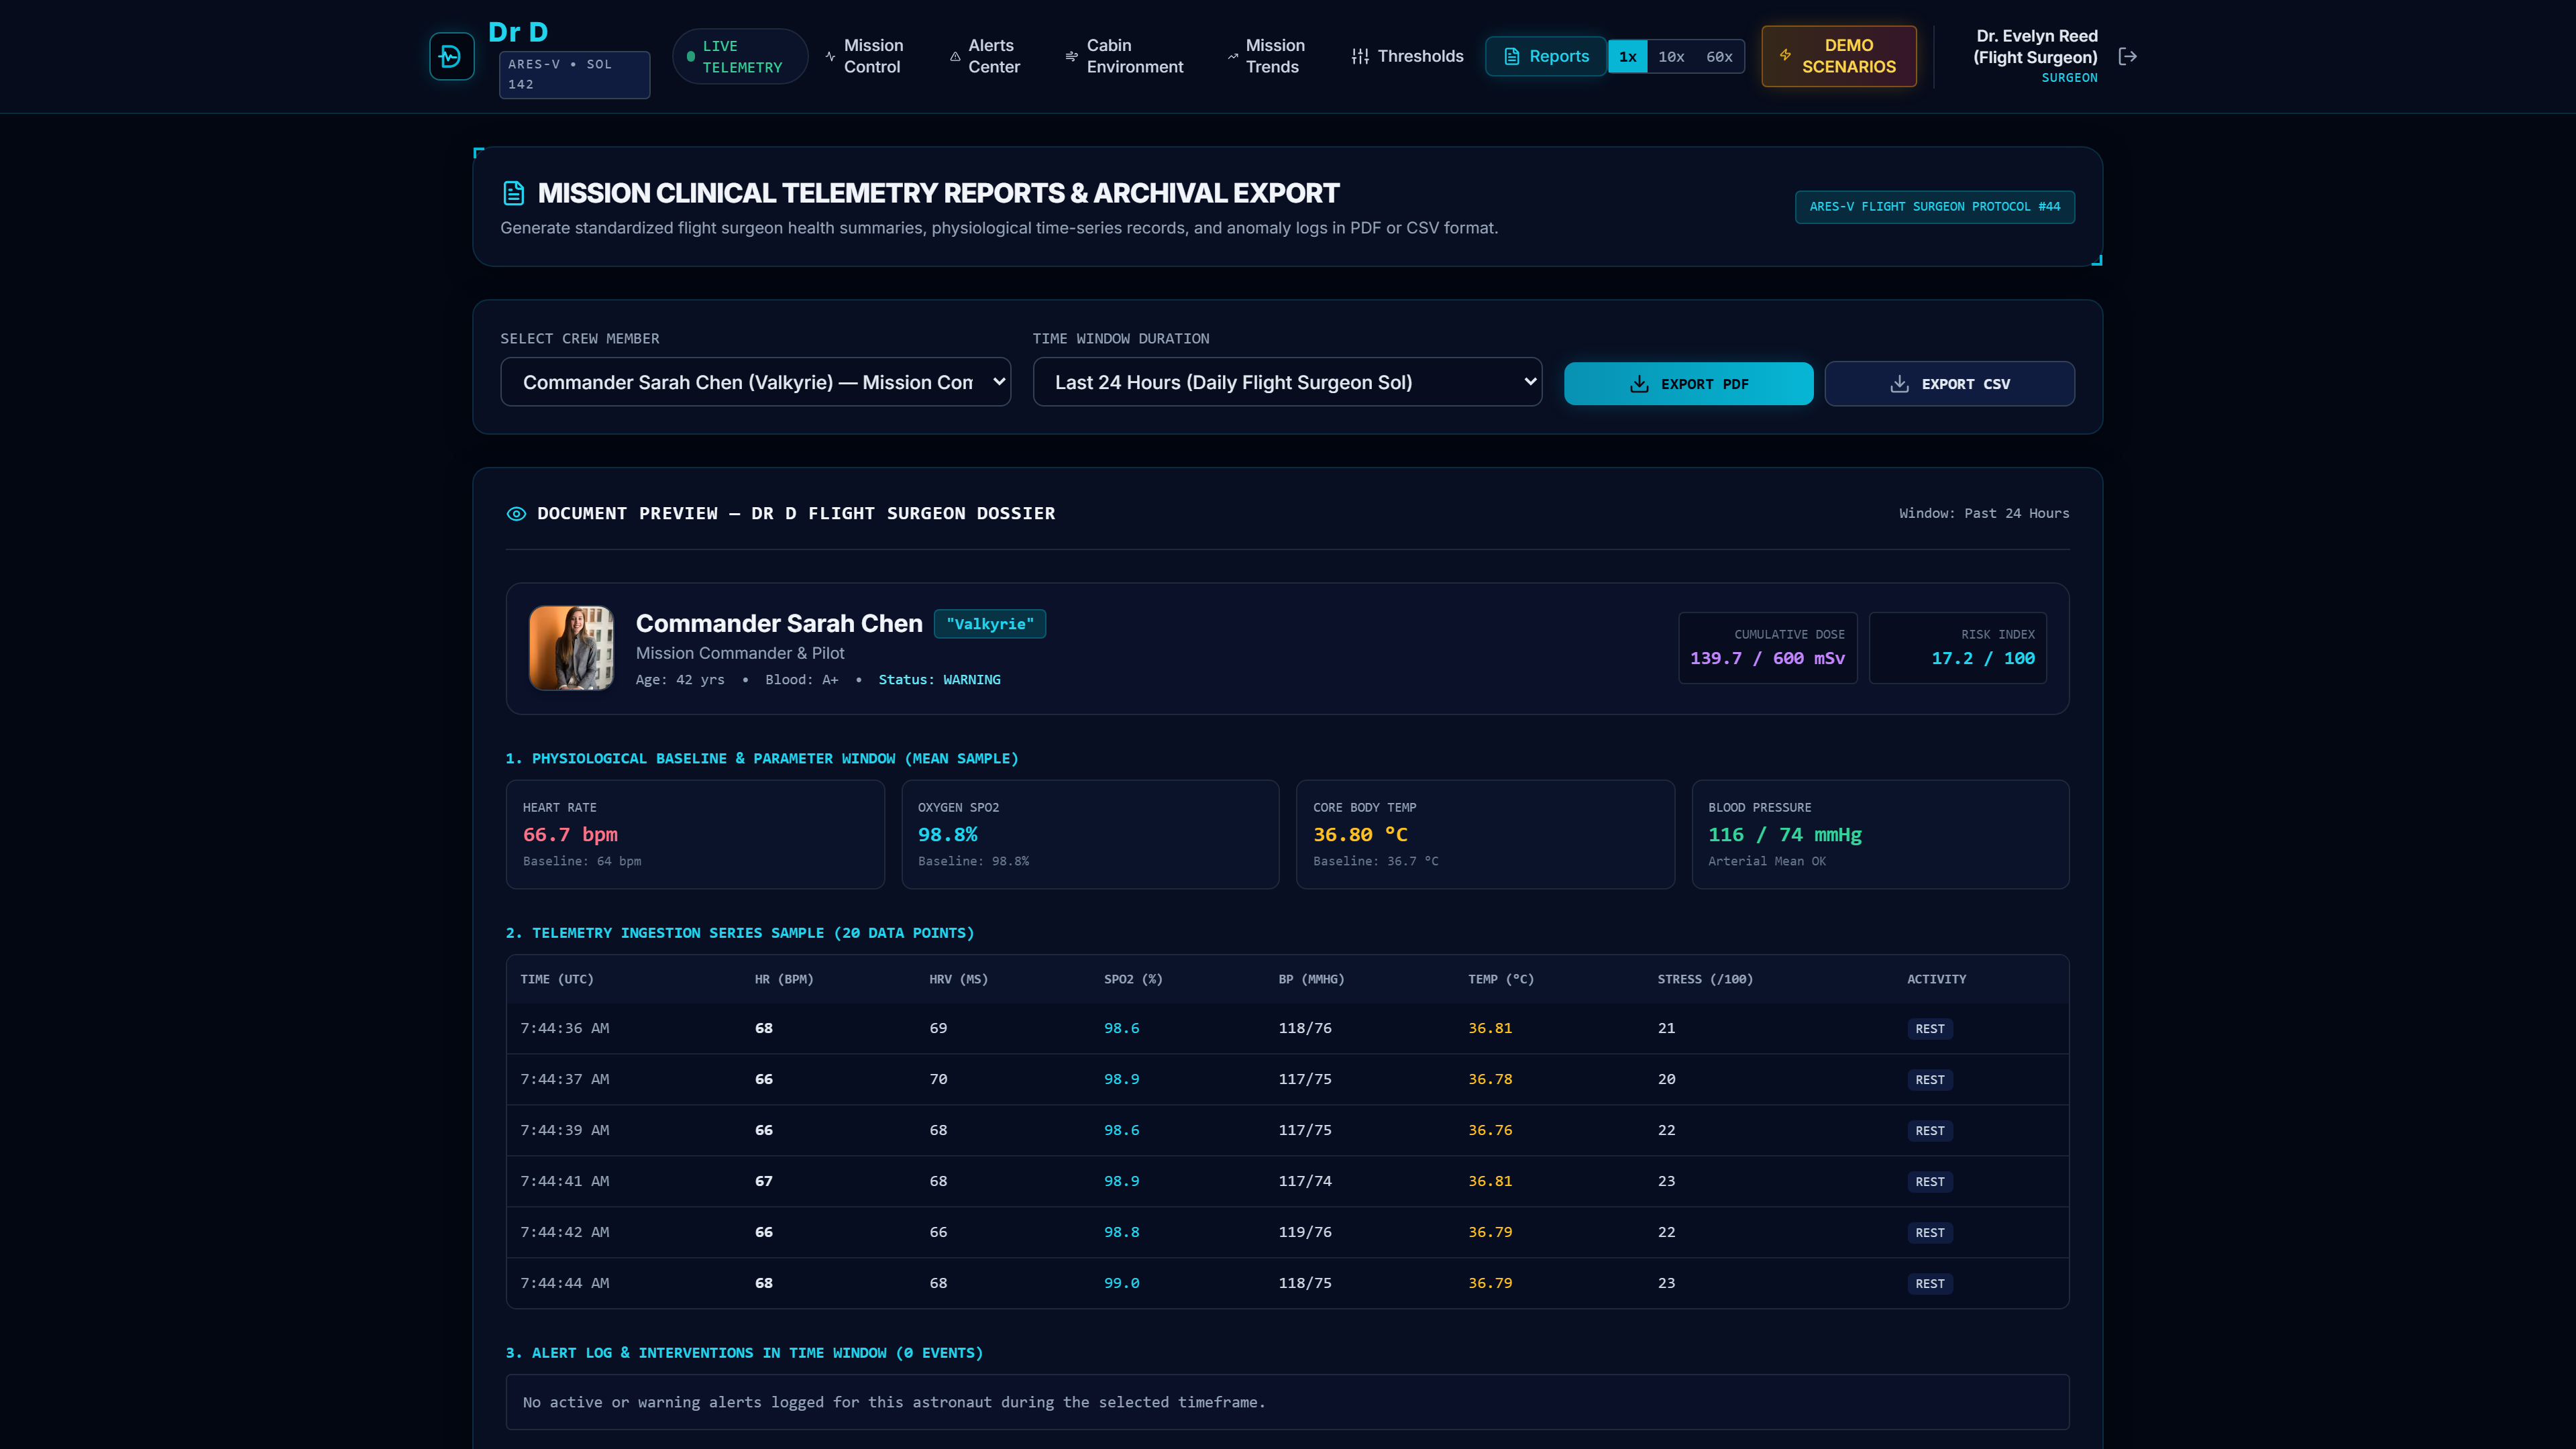 Dr D
ARES-V • SOL
142
LIVE
TELEMETRY
Mission
Control
Alerts
Center
Cabin
Environment
Mission
Trends
Thresholds
Reports
1x 10x 60x
DEMO
SCENARIOS
Dr. Evelyn Reed
(Flight Surgeon)
SURGEON
MISSION CLINICAL TELEMETRY REPORTS & ARCHIVAL EXPORT
Generate standardized flight surgeon health summaries, physiological time-series records, and anomaly logs in PDF or CSV format.
ARES-V FLIGHT SURGEON PROTOCOL #44
SELECT CREW MEMBER
Commander Sarah Chen (Valkyrie) — Mission Com
TIME WINDOW DURATION
Last 24 Hours (Daily Flight Surgeon Sol)
EXPORT PDF
EXPORT CSV
DOCUMENT PREVIEW — DR D FLIGHT SURGEON DOSSIER
Window: Past 24 Hours
Commander Sarah Chen "Valkyrie"
Mission Commander & Pilot
Age: 42 yrs • Blood: A+ • Status: WARNING
CUMULATIVE DOSE
139.7 / 600 mSv
RISK INDEX
17.2 / 100
1. PHYSIOLOGICAL BASELINE & PARAMETER WINDOW (MEAN SAMPLE)
HEART RATE
66.7 bpm
Baseline: 64 bpm
OXYGEN SPO2
98.8%
Baseline: 98.8%
CORE BODY TEMP
36.80 °C
Baseline: 36.7 °C
BLOOD PRESSURE
116 / 74 mmHg
Arterial Mean OK
2. TELEMETRY INGESTION SERIES SAMPLE (20 DATA POINTS)
TIME (UTC) HR (BPM) HRV (MS) SPO2 (%) BP (MMHG) TEMP (°C) STRESS (/100) ACTIVITY
7:44:36 AM 68 69 98.6 118/76 36.81 21 REST
7:44:37 AM 66 70 98.9 117/75 36.78 20 REST
7:44:39 AM 66 68 98.6 117/75 36.76 22 REST
7:44:41 AM 67 68 98.9 117/74 36.81 23 REST
7:44:42 AM 66 66 98.8 119/76 36.79 22 REST
7:44:44 AM 68 68 99.0 118/75 36.79 23 REST
3. ALERT LOG & INTERVENTIONS IN TIME WINDOW (0 EVENTS)
No active or warning alerts logged for this astronaut during the selected timeframe.